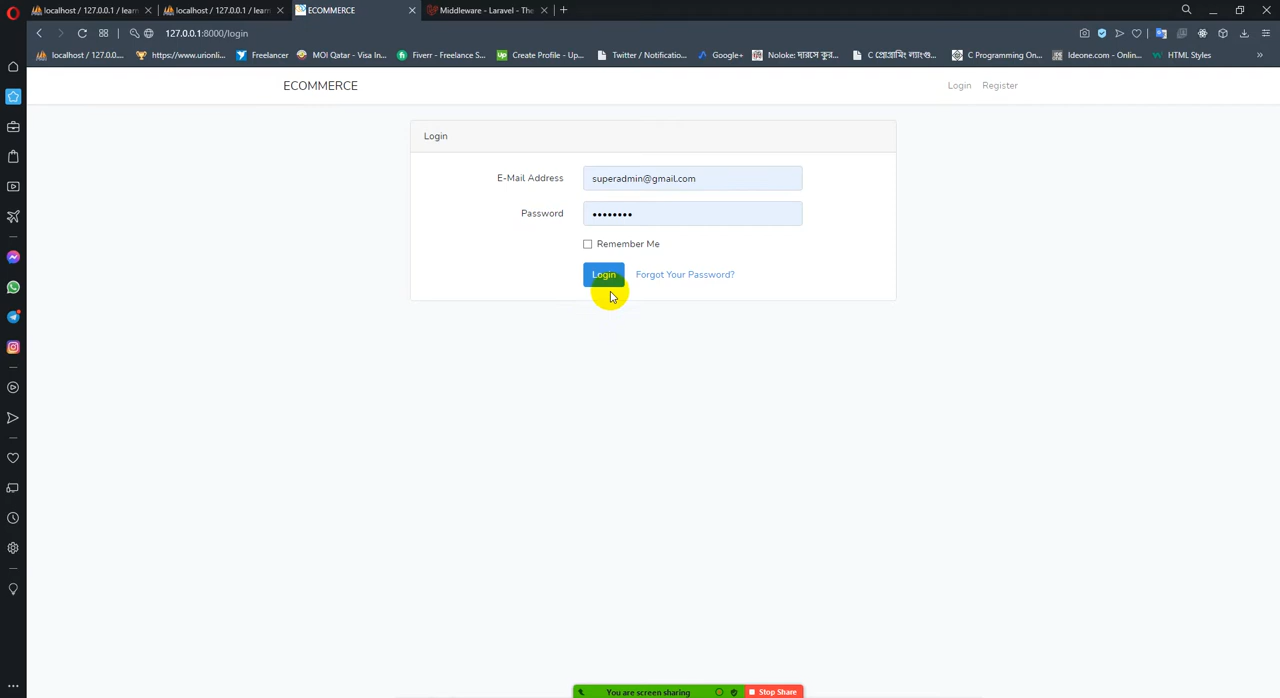 localhost / 127.0.0.1 / learn
localhost / 127.0.0.1 / learn
ECOMMERCE
Middleware - Laravel - The
127.0.0.1:8000/login
localhost / 127.0.0....
https://www.urionli...
Freelancer
MOI Qatar - Visa In...
Fiverr - Freelance S...
Create Profile - Up...
Twitter / Notificatio...
Google+
Noloke: দারসে কুর...
C প্রোগ্রামিং ল্যাংগু...
C Programming On...
Ideone.com - Onlin...
HTML Styles
ECOMMERCE
Login
Register
Login
E-Mail Address
superadmin@gmail.com
Password
Remember Me
Login
Forgot Your Password?
You are screen sharing
Stop Share